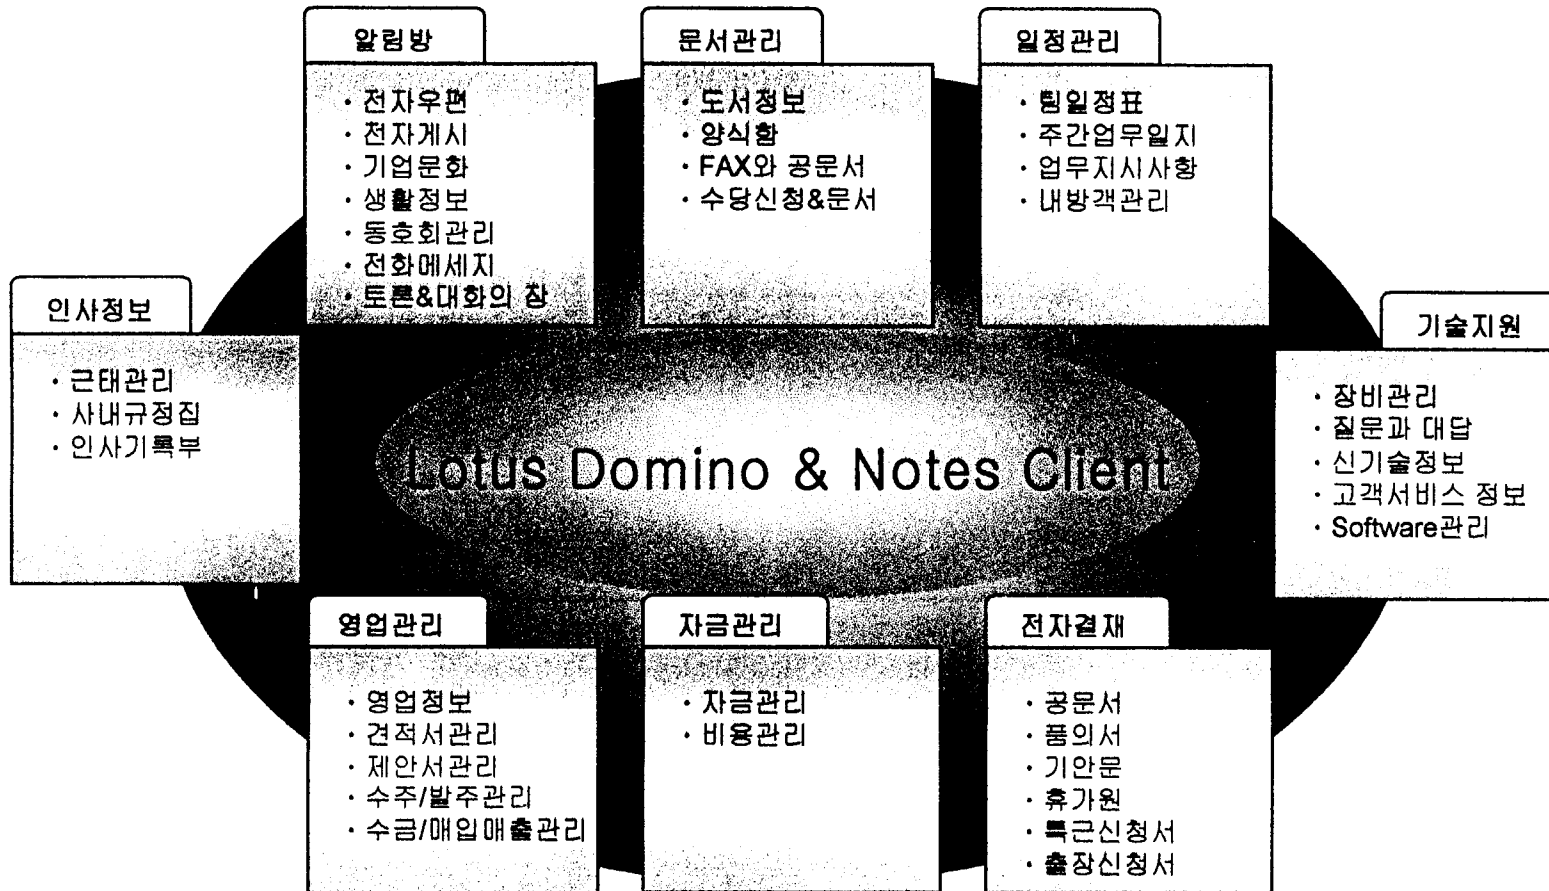 알림방
· 전자우편
· 전자게시
· 기업문화
· 생활정보
· 동호회관리
· 전화메세지
· 토론&대화의 장
문서관리
· 도서정보
· 양식함
· FAX와 공문서
· 수당신청&문서
일정관리
· 팀일정표
· 주간업무일지
· 업무지시사항
· 내방객관리
인사정보
· 근태관리
· 사내규정집
· 인사기록부
Lotus Domino & Notes Client
기술지원
· 장비관리
· 질문과 대답
· 신기술정보
· 고객서비스 정보
· Software관리
영업관리
· 영업정보
· 견적서관리
· 제안서관리
· 수주/발주관리
· 수금/매입매출관리
자금관리
· 자금관리
· 비용관리
전자결재
· 공문서
· 품의서
· 기안문
· 휴가원
· 특근신청서
· 출장신청서